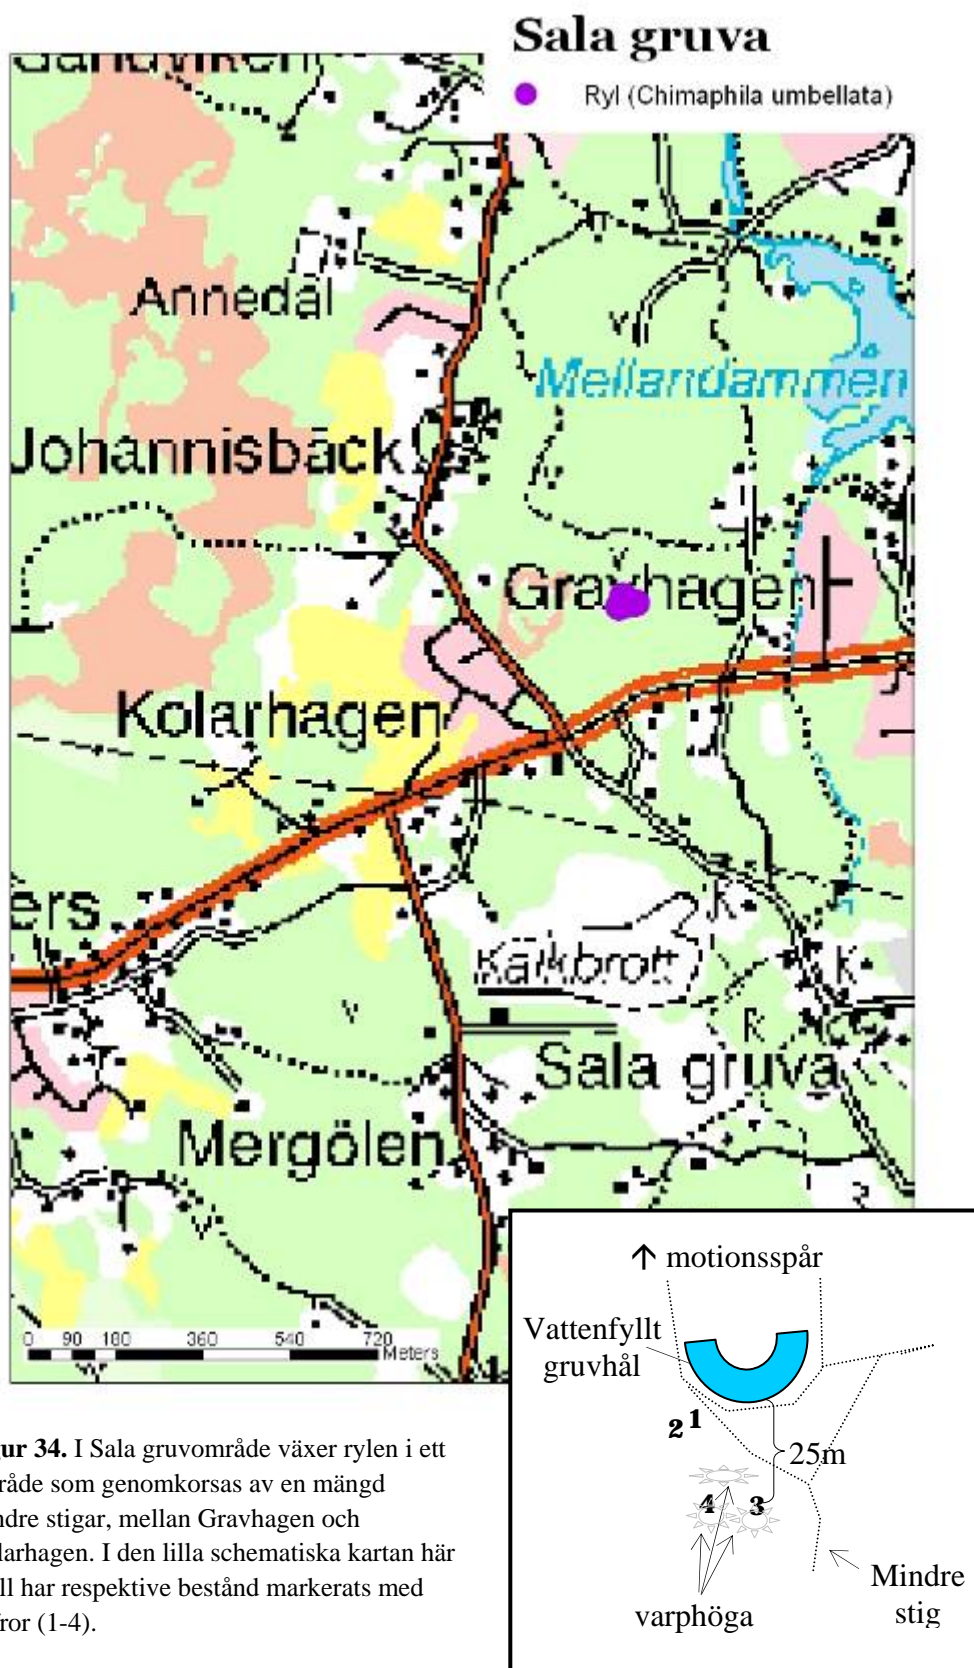 Sala gruva
Ryl (Chimaphila umbellata)
Annedal
Mellandammen
Johannisbäck
Gravhagen
Kolarhagen
ers
Kalkbrott
K
R
Sala gruva
Mergölen
0 90 180 360 540 720
Meters
↑ motionsspår
Vattenfyllt
gruvhål
2 1
25m
4 3
Mindre
stig
varphöga
gur 34. I Sala gruvområde växer rylen i ett
råde som genomkorsas av en mängd
ndre stigar, mellan Gravhagen och
larhagen. I den lilla schematiska kartan här
ll har respektive bestånd markerats med
fror (1-4).